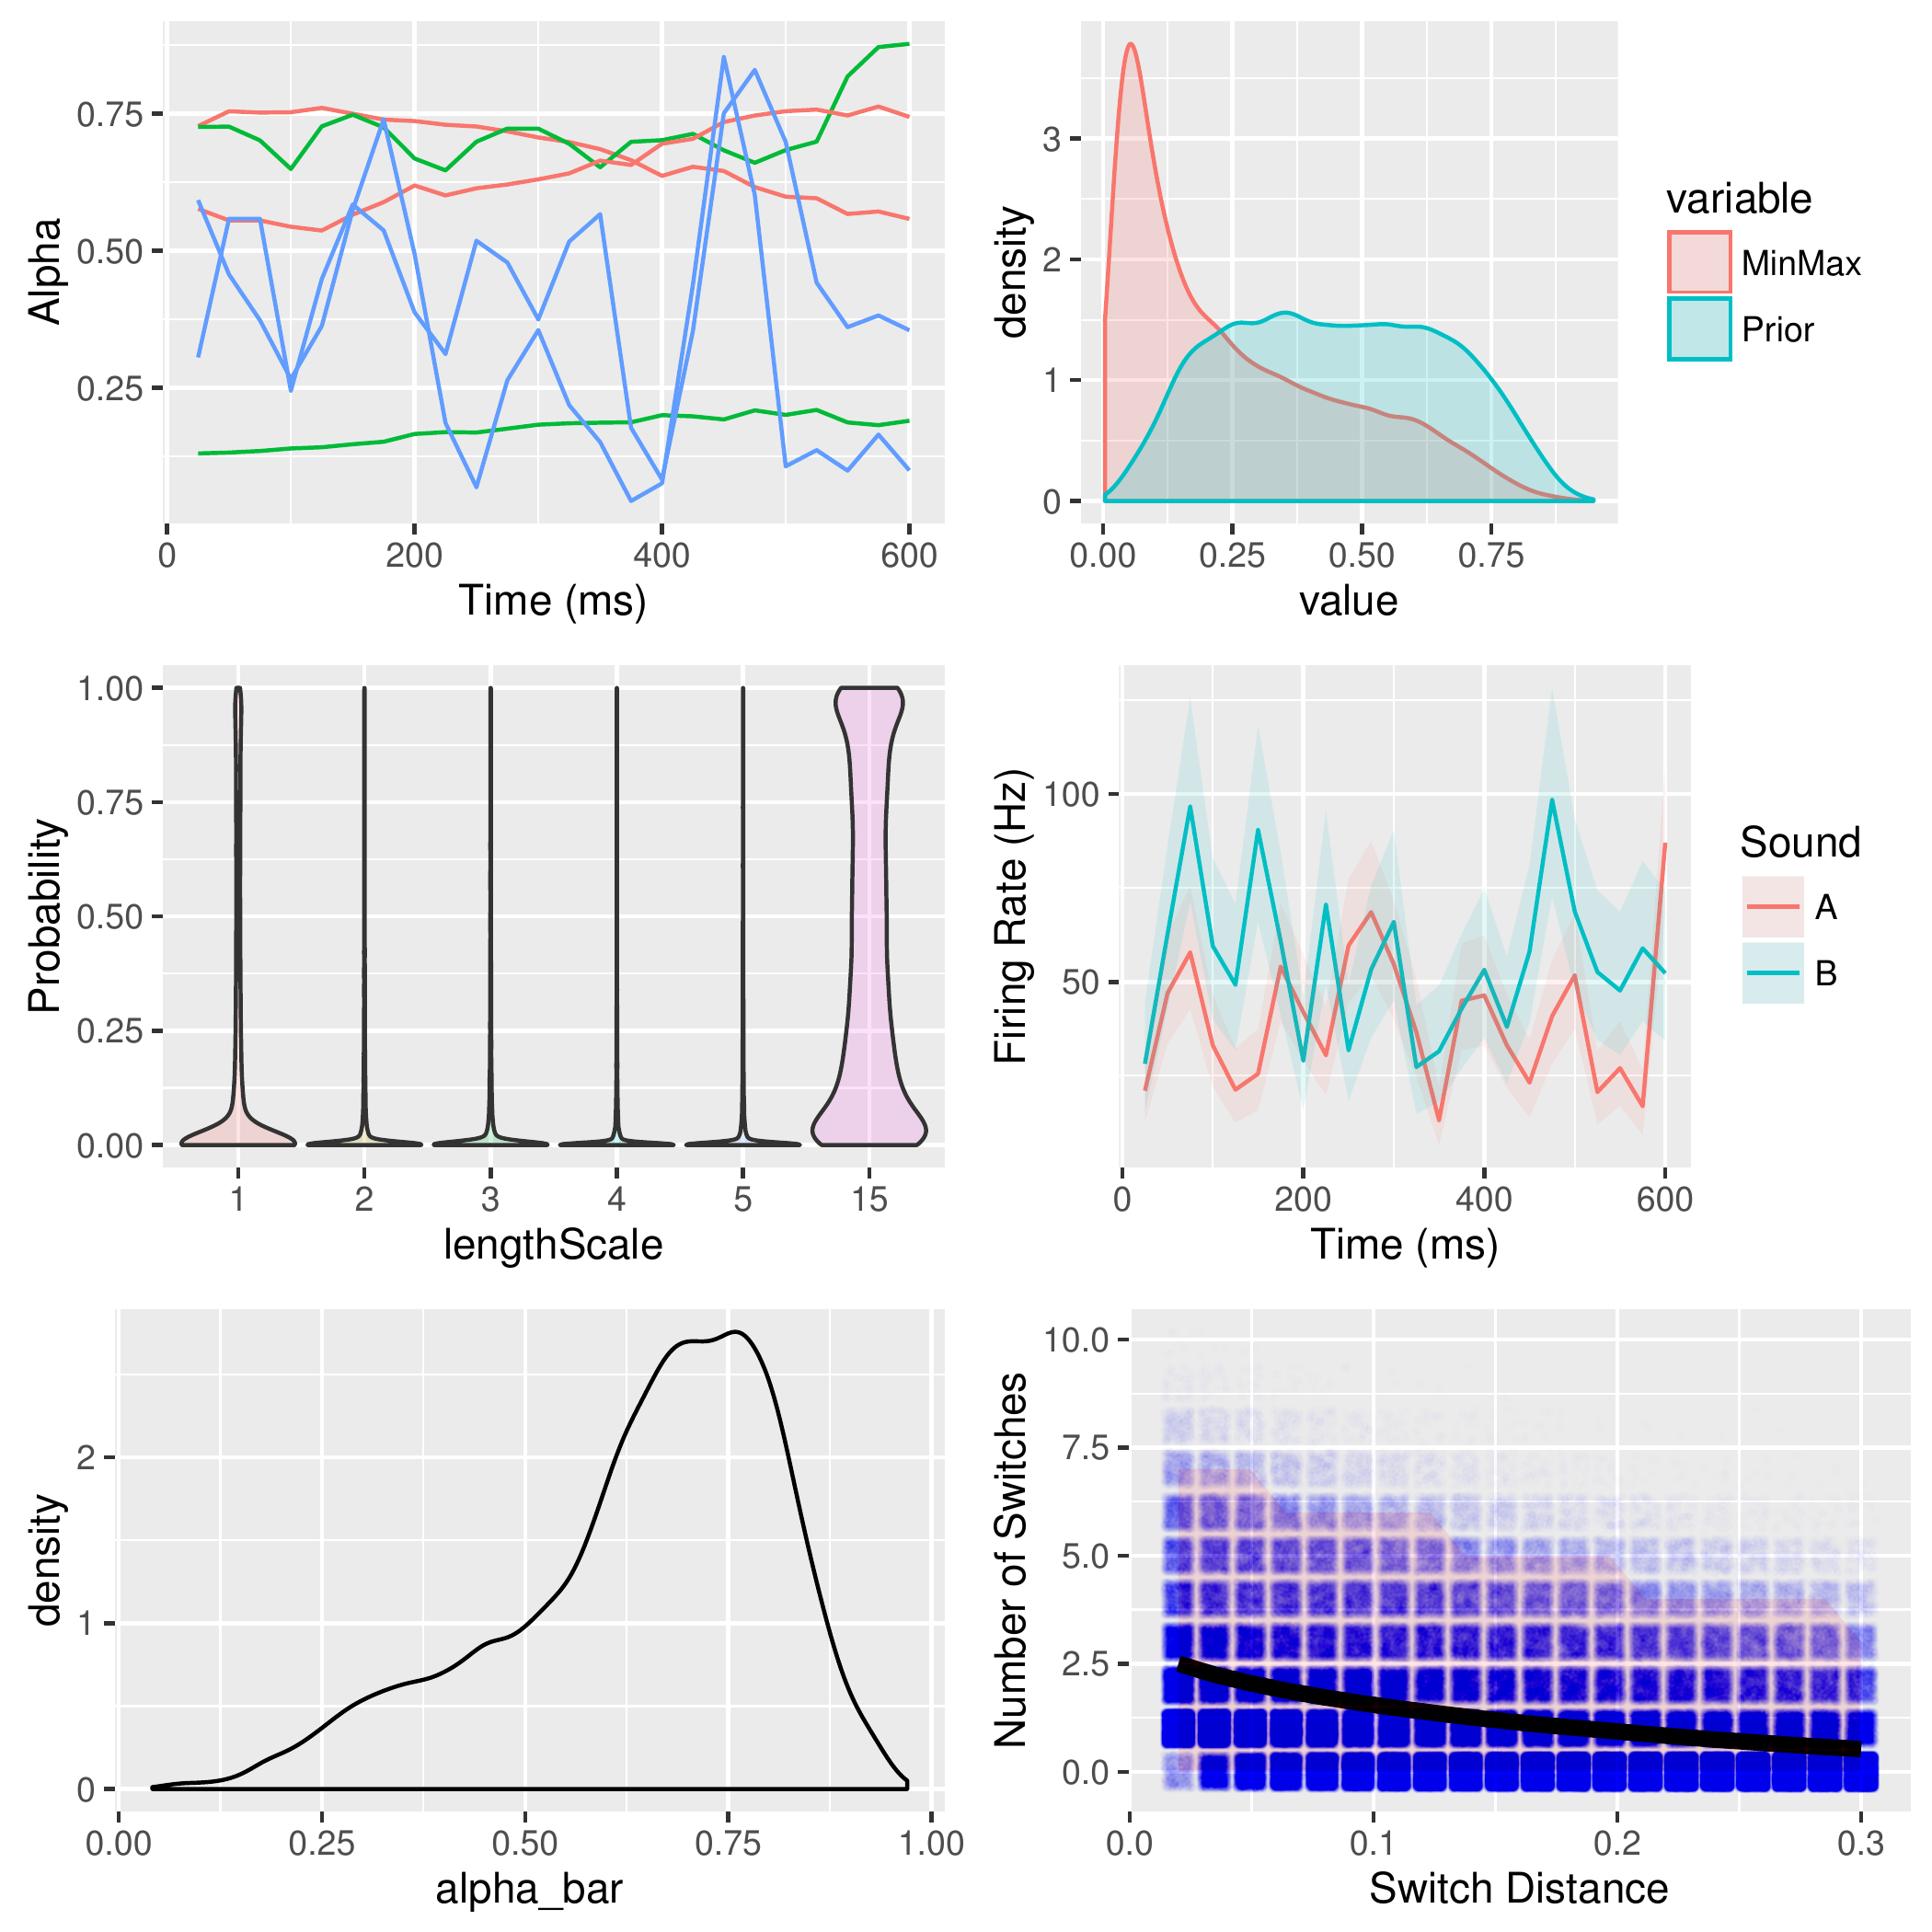 Alpha
0.75
0.50
0.25
0 200 400 600
Time (ms)
density
3
2
1
0
0.00 0.25 0.50 0.75
value
variable
MinMax
Prior
Probability
1.00
0.75
0.50
0.25
0.00
1 2 3 4 5 15
lengthScale
Firing Rate (Hz)
100
50
0 200 400 600
Time (ms)
Sound
A
B
density
2
1
0
0.00 0.25 0.50 0.75 1.00
alpha_bar
Number of Switches
10.0
7.5
5.0
2.5
0.0
0.0 0.1 0.2 0.3
Switch Distance